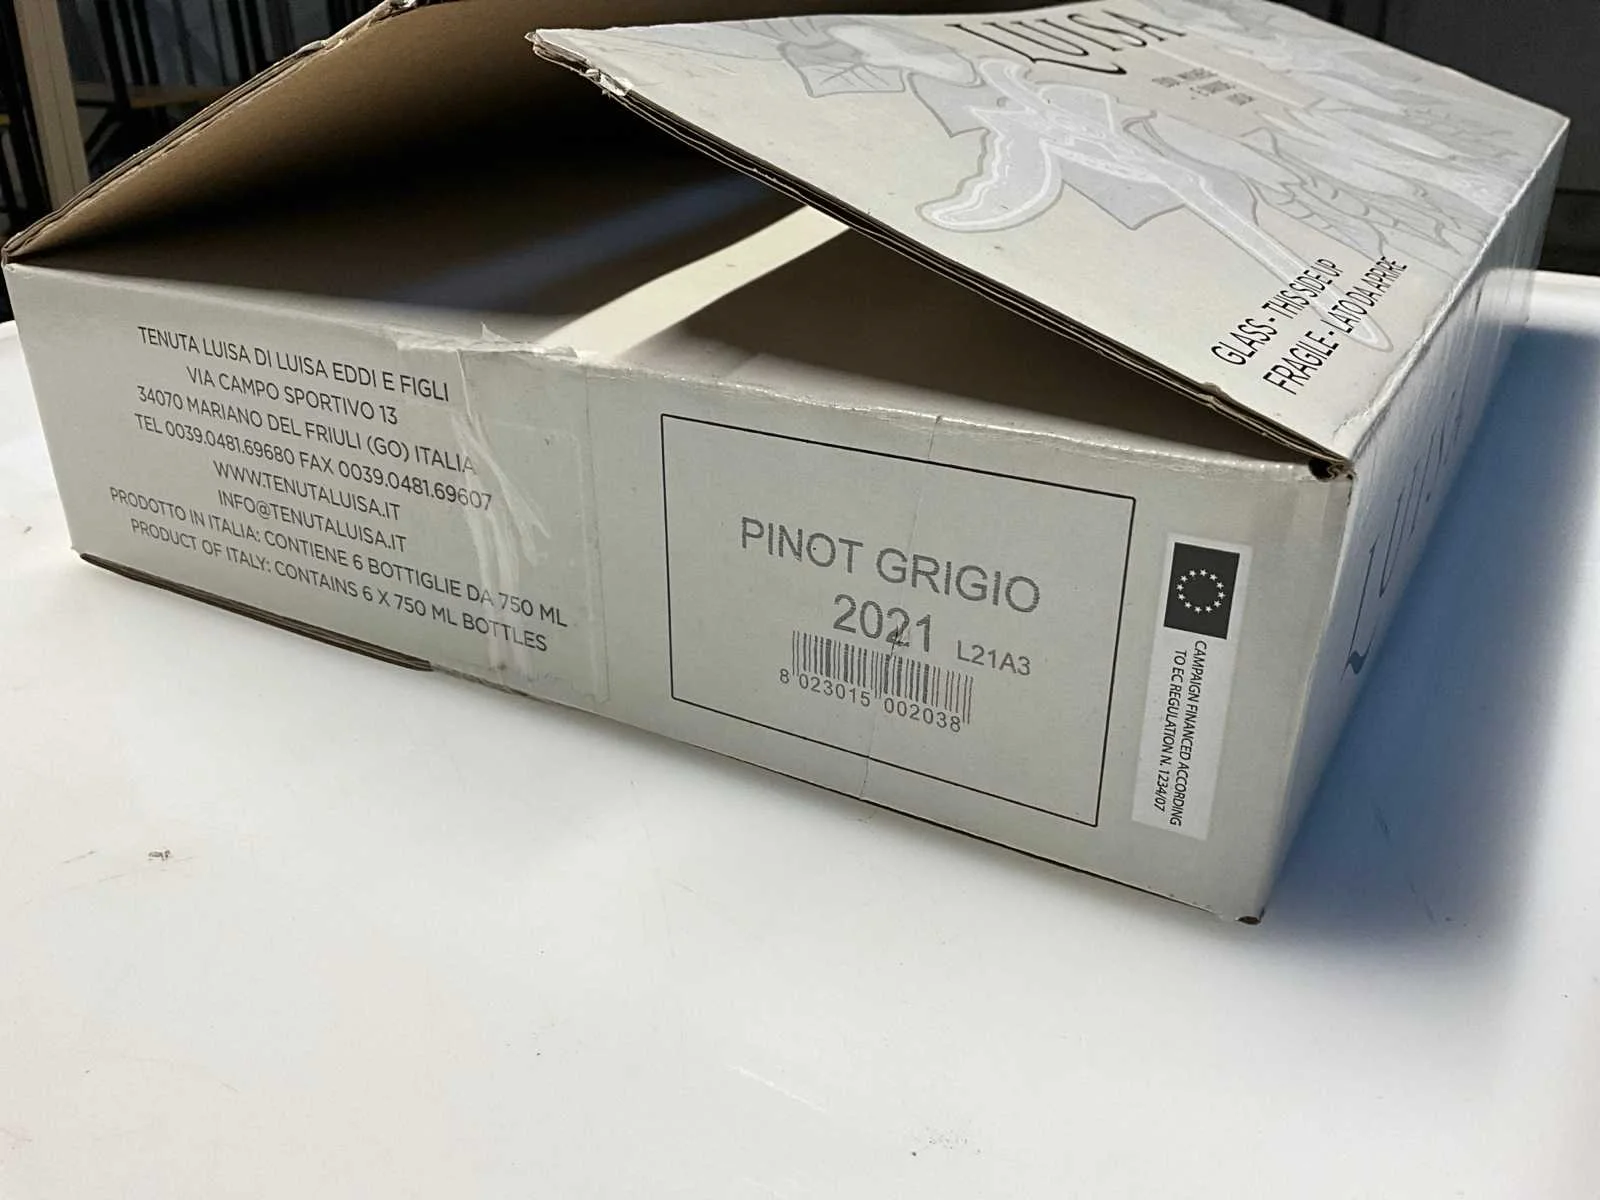 LUISA
GLASS - THIS SIDE UP
FRAGILE - LATO DA APRIRE
TENUTA LUISA DI LUISA EDDI E FIGLI
VIA CAMPO SPORTIVO 13
34070 MARIANO DEL FRIULI (GO) ITALIA
TEL 0039.0481.69680 FAX 0039.0481.69607
WWW.TENUTALUISA.IT
INFO@TENUTALUISA.IT
PRODOTTO IN ITALIA: CONTIENE 6 BOTTIGLIE DA 750 ML
PRODUCT OF ITALY: CONTAINS 6 X 750 ML BOTTLES
PINOT GRIGIO
2021 L21A3
8 023015 002038
CAMPAIGN FINANCED ACCORDING
TO EC REGULATION N. 1234/07